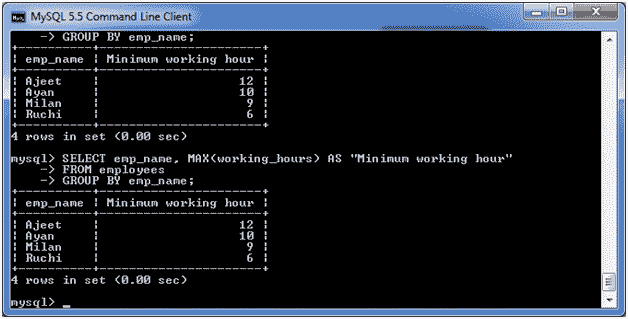 MySQL 5.5 Command Line Client
-> GROUP BY emp_name;
+----------+----------------------+
| emp_name | Minimum working hour |
+----------+----------------------+
| Ajeet | 12 |
| Ayan | 10 |
| Milan | 9 |
| Ruchi | 6 |
+----------+----------------------+
4 rows in set (0.00 sec)
mysql> SELECT emp_name, MAX(working_hours) AS "Minimum working hour"
-> FROM employees
-> GROUP BY emp_name;
+----------+----------------------+
| emp_name | Minimum working hour |
+----------+----------------------+
| Ajeet | 12 |
| Ayan | 10 |
| Milan | 9 |
| Ruchi | 6 |
+----------+----------------------+
4 rows in set (0.00 sec)
mysql> _